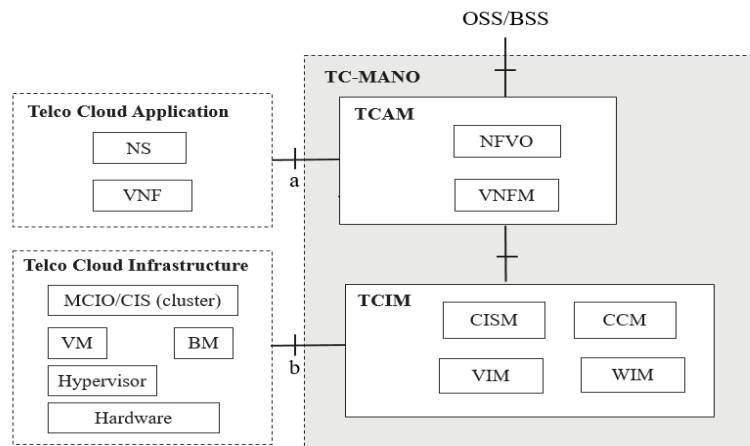 OSS/BSS
TC-MANO
Telco Cloud Application
NS
VNF
a
TCAM
NFVO
VNFM
Telco Cloud Infrastructure
MCIO/CIS (cluster)
VM BM
Hypervisor
Hardware
b
TCIM
CISM CCM
VIM WIM